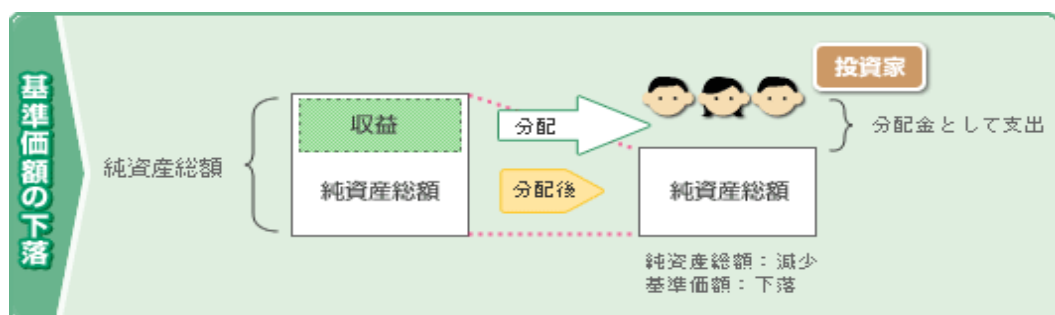 基準価額の下落
純資産総額
収益
純資産総額
分配
分配後
投資家
分配金として支出
純資産総額
純資産総額：減少
基準価額：下落